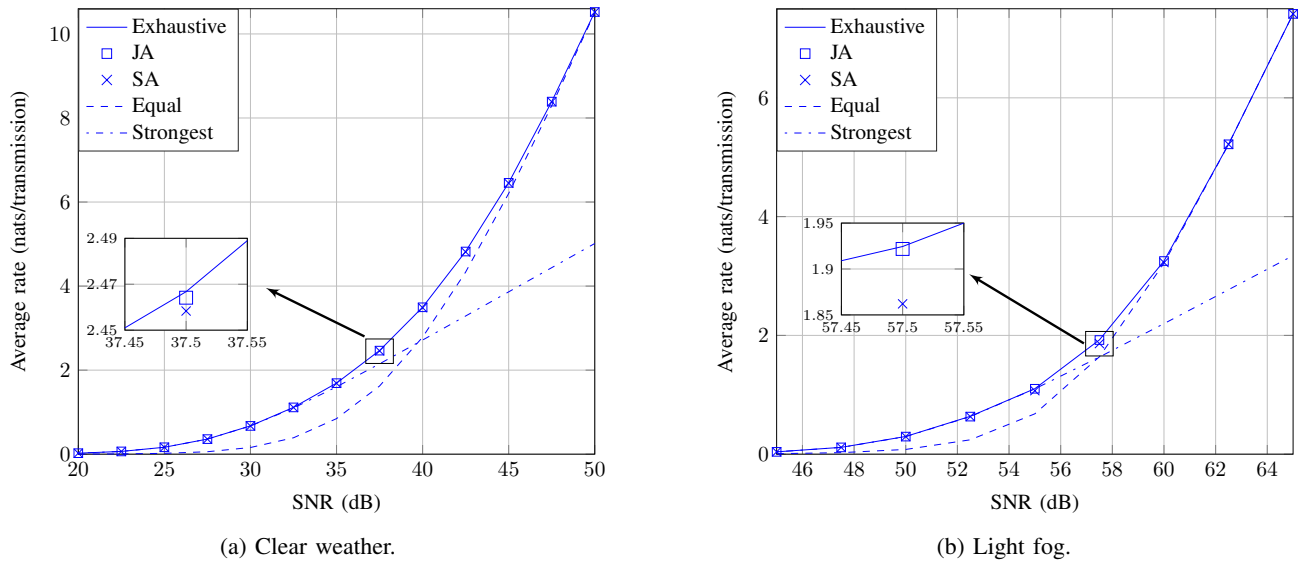 Exhaustive
JA
SA
Equal
Strongest
Average rate (nats/transmission)
10
8
6
4
2
0
2.49
2.47
2.45
37.45 37.5 37.55
20 25 30 35 40 45 50
SNR (dB)
(a) Clear weather.
Exhaustive
JA
SA
Equal
Strongest
Average rate (nats/transmission)
6
4
2
0
1.95
1.9
1.85
57.45 57.5 57.55
46 48 50 52 54 56 58 60 62 64
SNR (dB)
(b) Light fog.